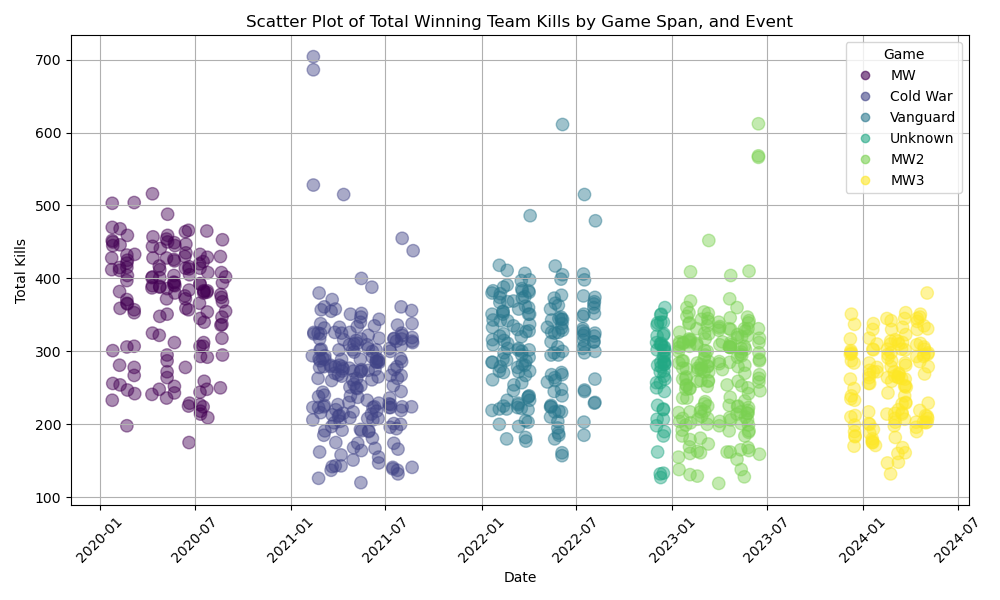 Scatter Plot of Total Winning Team Kills by Game Span, and Event
Game
MW
Cold War
Vanguard
Unknown
MW2
MW3
Total Kills
700
600
500
400
300
200
100
2020-01
2020-07
2021-01
2021-07
2022-01
2022-07
2023-01
2023-07
2024-01
2024-07
Date